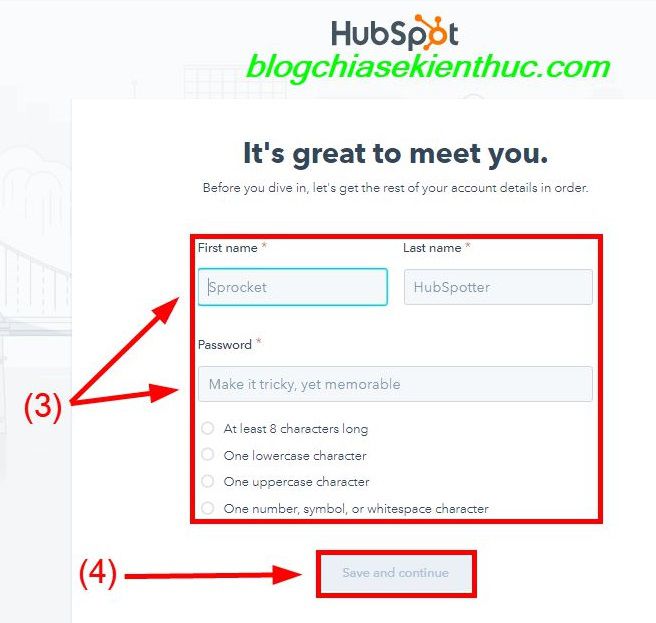 HubSpot
blogchiasekienthuc.com
It's great to meet you.
Before you dive in, let's get the rest of your account details in order.
First name * Last name *
Sprocket HubSpotter
Password *
Make it tricky, yet memorable
(3)
At least 8 characters long
One lowercase character
One uppercase character
One number, symbol, or whitespace character
(4) Save and continue